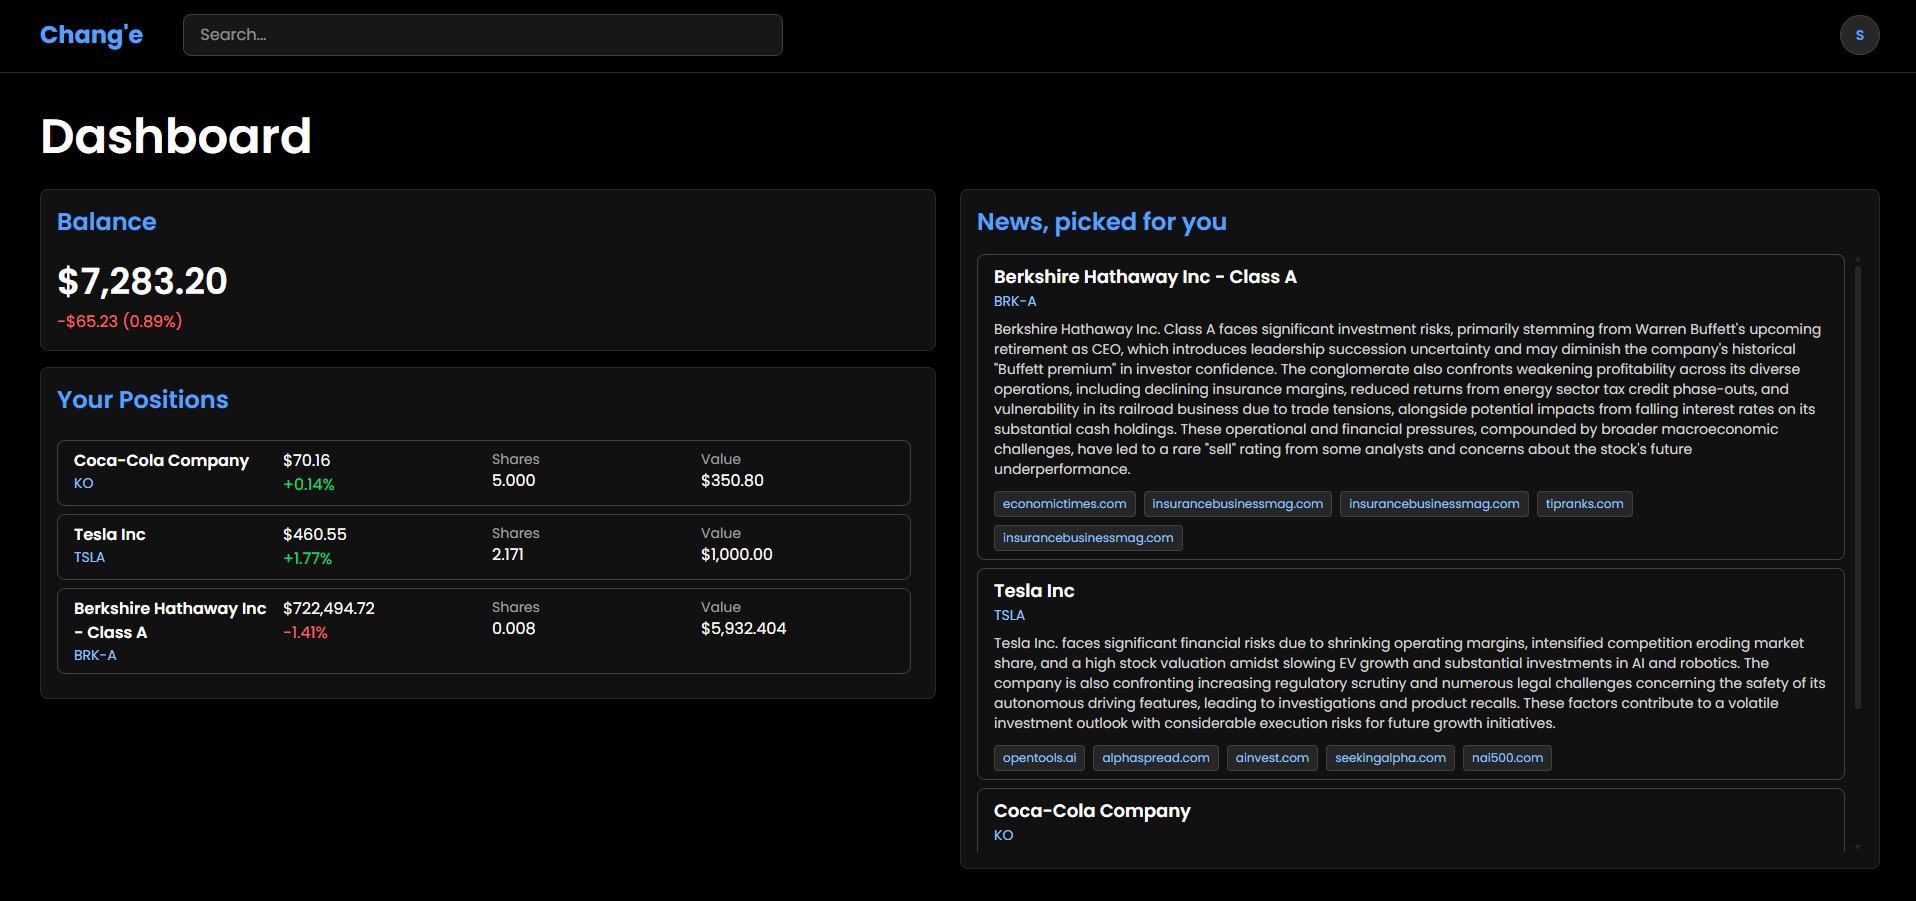 Chang'e
Search...
S
Dashboard
Balance
$7,283.20
-$65.23 (0.89%)
Your Positions
Coca-Cola Company
KO
$70.16
+0.14%
Shares
5.000
Value
$350.80
Tesla Inc
TSLA
$460.55
+1.77%
Shares
2.171
Value
$1,000.00
Berkshire Hathaway Inc
- Class A
BRK-A
$722,494.72
-1.41%
Shares
0.008
Value
$5,932.404
News, picked for you
Berkshire Hathaway Inc - Class A
BRK-A
Berkshire Hathaway Inc. Class A faces significant investment risks, primarily stemming from Warren Buffett's upcoming
retirement as CEO, which introduces leadership succession uncertainty and may diminish the company's historical
"Buffett premium" in investor confidence. The conglomerate also confronts weakening profitability across its diverse
operations, including declining insurance margins, reduced returns from energy sector tax credit phase-outs, and
vulnerability in its railroad business due to trade tensions, alongside potential impacts from falling interest rates on its
substantial cash holdings. These operational and financial pressures, compounded by broader macroeconomic
challenges, have led to a rare "sell" rating from some analysts and concerns about the stock's future
underperformance.
economictimes.com insurancebusinessmag.com insurancebusinessmag.com tipranks.com
insurancebusinessmag.com
Tesla Inc
TSLA
Tesla Inc. faces significant financial risks due to shrinking operating margins, intensified competition eroding market
share, and a high stock valuation amidst slowing EV growth and substantial investments in AI and robotics. The
company is also confronting increasing regulatory scrutiny and numerous legal challenges concerning the safety of its
autonomous driving features, leading to investigations and product recalls. These factors contribute to a volatile
investment outlook with considerable execution risks for future growth initiatives.
opentools.ai alphaspread.com ainvest.com seekingalpha.com nai500.com
Coca-Cola Company
KO